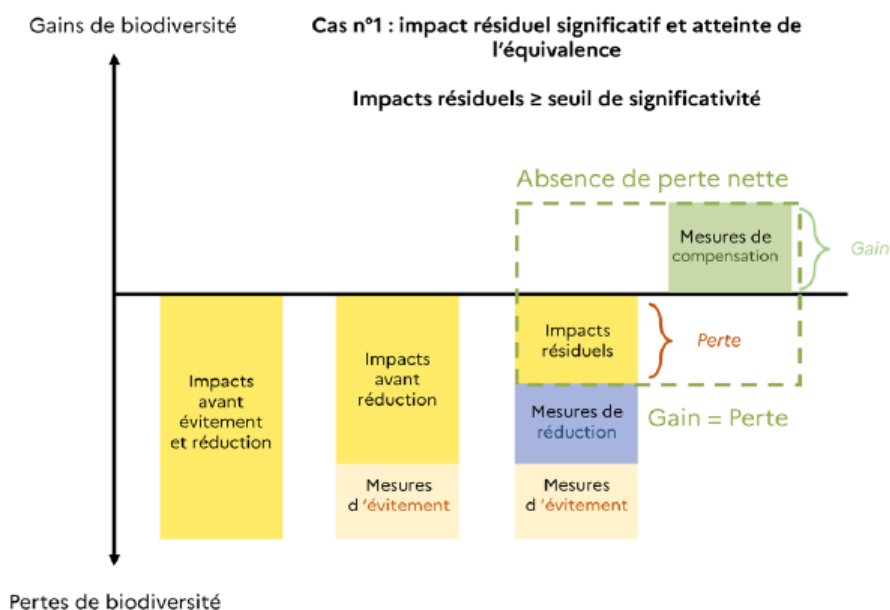 Gains de biodiversité
Cas n°1 : impact résiduel significatif et atteinte de
l'équivalence
Impacts résiduels ≥ seuil de significativité
Absence de perte nette
Mesures de
compensation
Gain
Impacts
avant
évitement
et réduction
Impacts
avant
réduction
Impacts
résiduels
Perte
Mesures de
réduction
Gain = Perte
Mesures
d 'évitement
Mesures
d 'évitement
Pertes de biodiversité